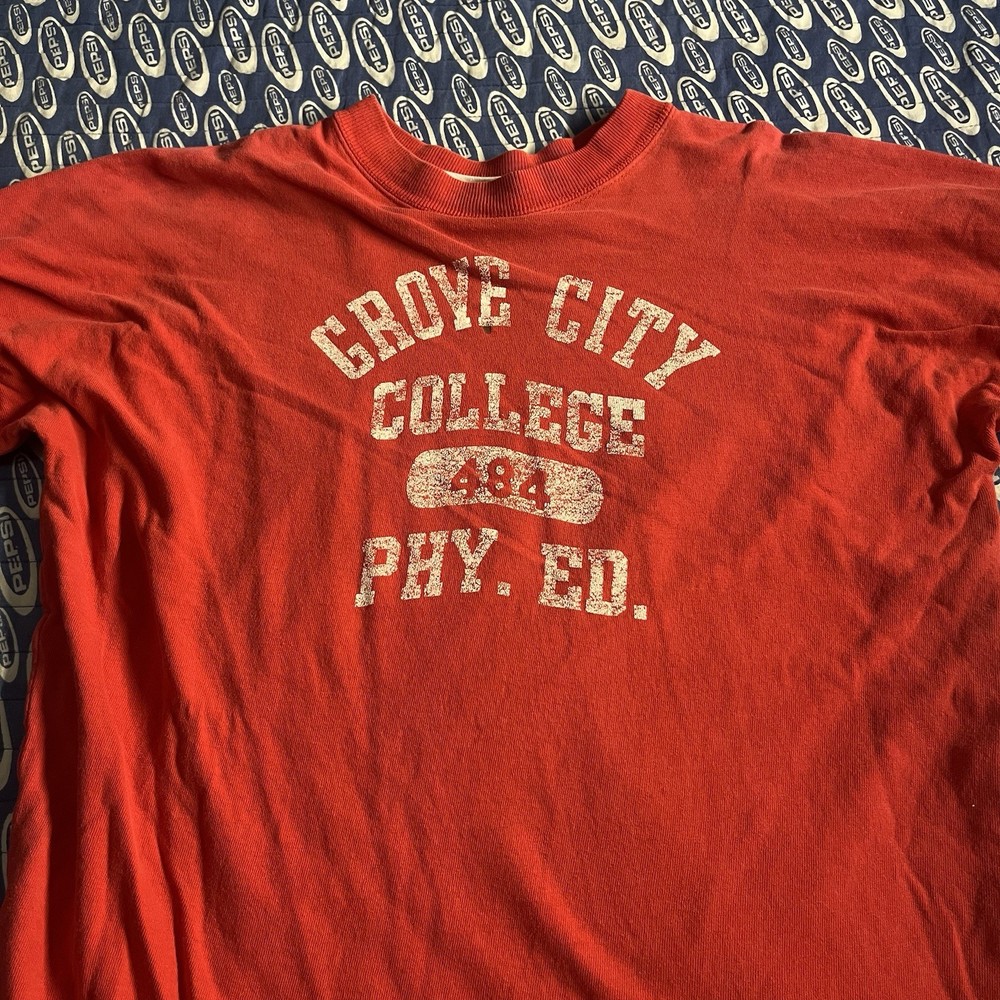 GROVE CITY
COLLEGE
484
PHY. ED.
PEPSI